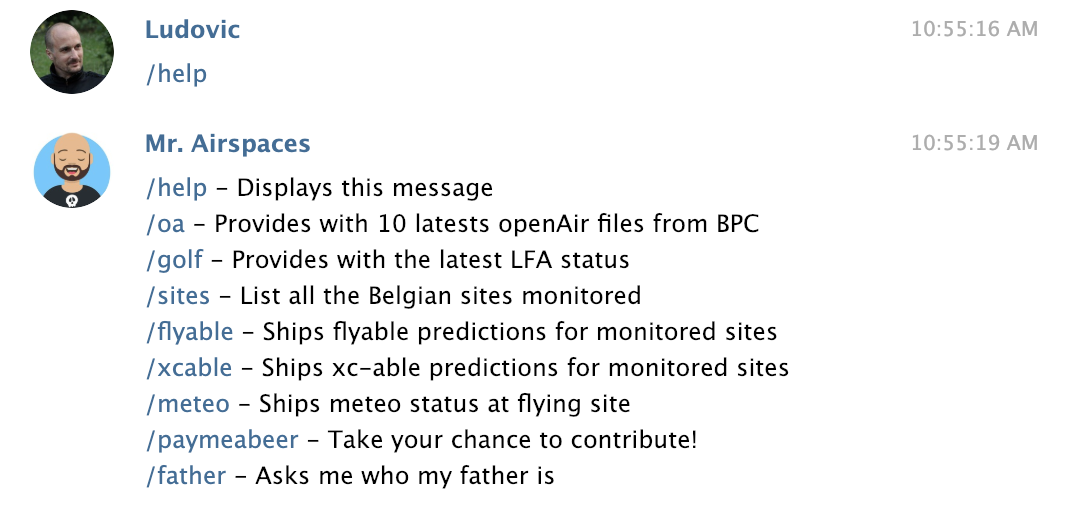 Ludovic 10:55:16 AM
/help
Mr. Airspaces 10:55:19 AM
/help – Displays this message
/oa – Provides with 10 latests openAir files from BPC
/golf – Provides with the latest LFA status
/sites – List all the Belgian sites monitored
/flyable – Ships flyable predictions for monitored sites
/xcable – Ships xc-able predictions for monitored sites
/meteo – Ships meteo status at flying site
/paymeabeer – Take your chance to contribute!
/father – Asks me who my father is